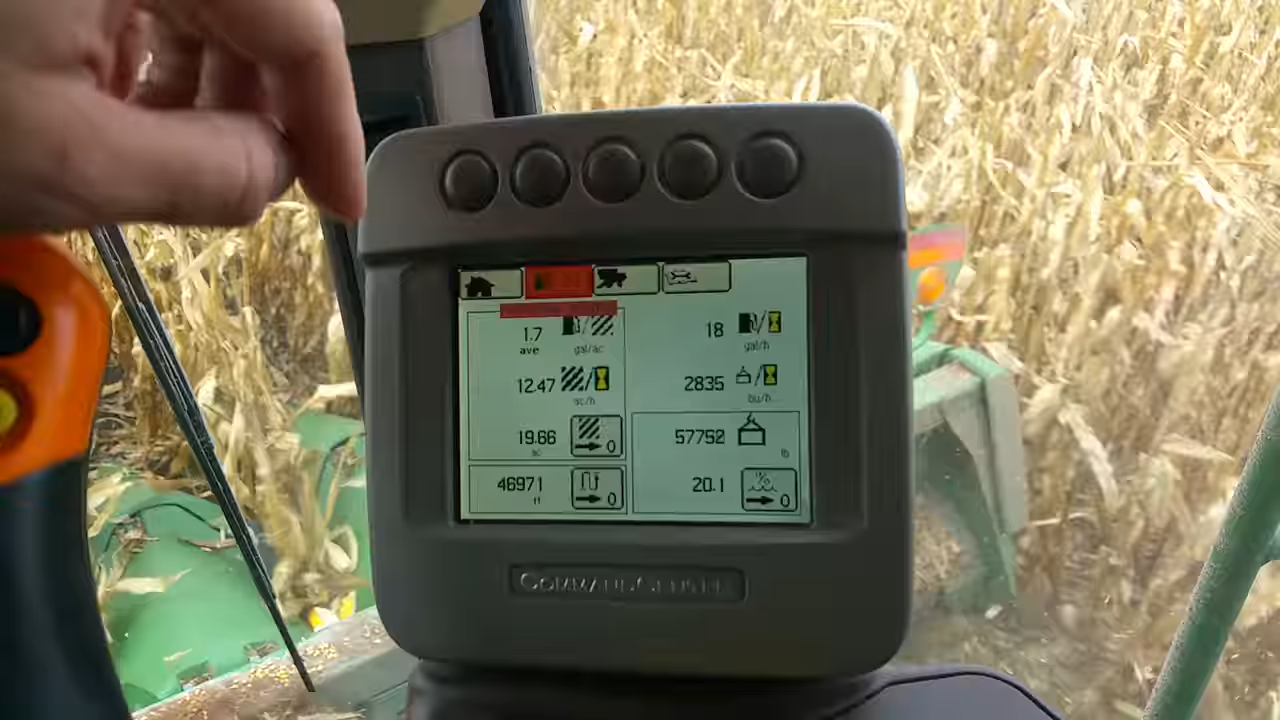 1.7
ave
gal/ac
18
gal/h
12.47
ac/h
2835
bu/h
19.66
ac
0
57752
lb
46971
ft
0
20.1
%
0
COMMANDCENTER